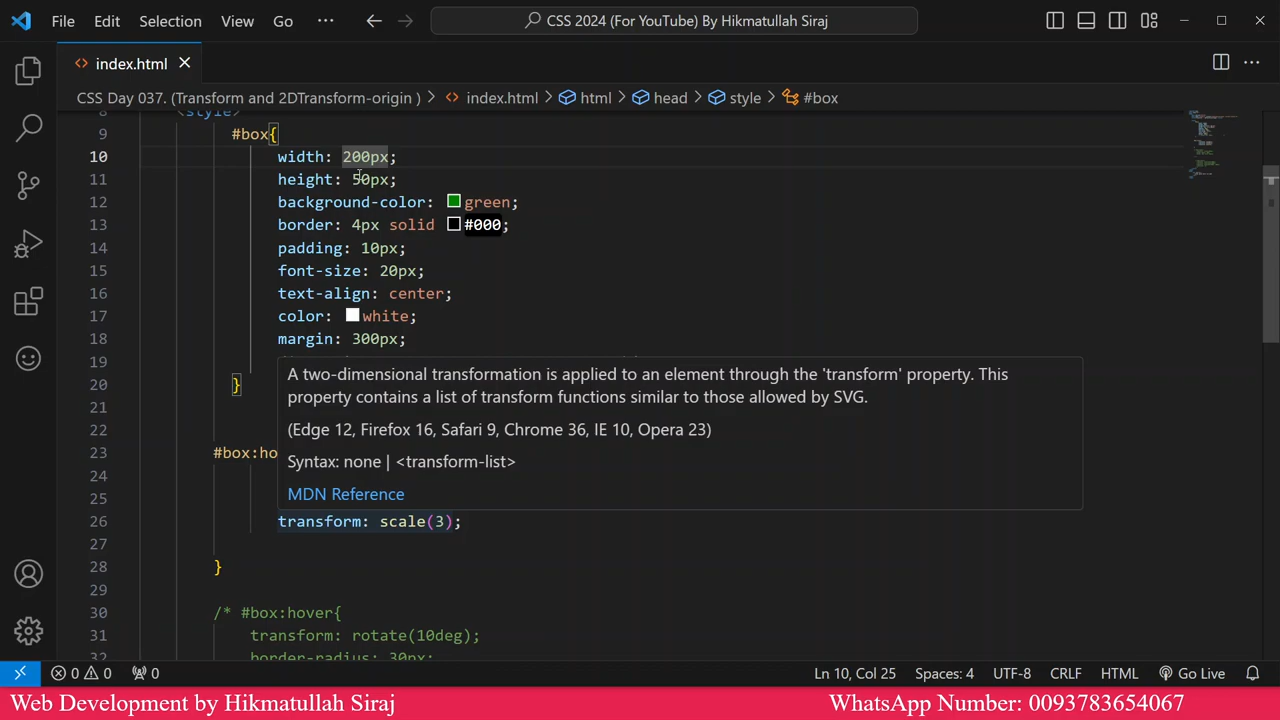 File Edit Selection View Go ··· CSS 2024 (For YouTube) By Hikmatullah Siraj
index.html
CSS Day 037. (Transform and 2DTransform-origin ) > index.html > html > head > style > #box
8 <style>
9 #box{
10 width: 200px;
11 height: 50px;
12 background-color: green;
13 border: 4px solid #000;
14 padding: 10px;
15 font-size: 20px;
16 text-align: center;
17 color: white;
18 margin: 300px;
19
A two-dimensional transformation is applied to an element through the 'transform' property. This
20 }
property contains a list of transform functions similar to those allowed by SVG.
21
(Edge 12, Firefox 16, Safari 9, Chrome 36, IE 10, Opera 23)
22
23 #box:ho
Syntax: none | <transform-list>
24
25
MDN Reference
26 transform: scale(3);
27
28 }
29
30 /* #box:hover{
31 transform: rotate(10deg);
32 border-radius: 30px;
0 0 0 Ln 10, Col 25 Spaces: 4 UTF-8 CRLF HTML Go Live
Web Development by Hikmatullah Siraj WhatsApp Number: 0093783654067